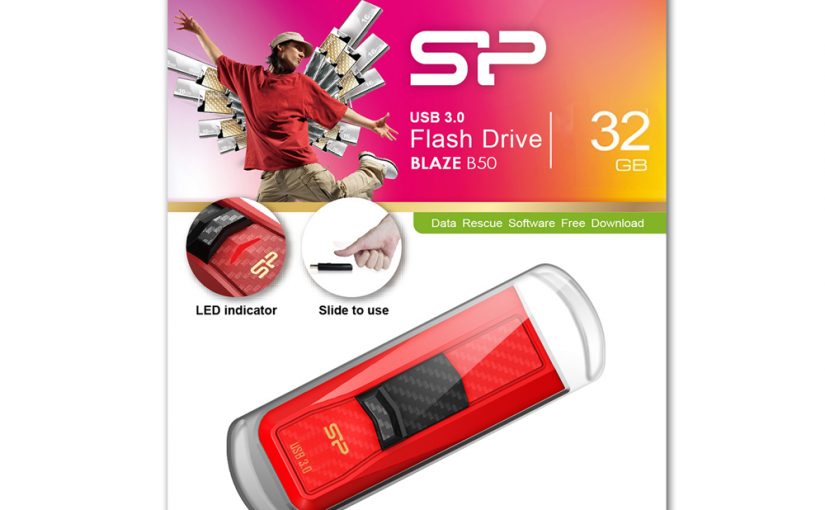 SP
USB 3.0
Flash Drive
BLAZE B50
32
GB
Data Rescue Software Free Download
SP
LED indicator
Slide to use
SP
USB 3.0